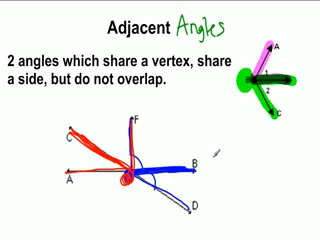 Adjacent Angles
2 angles which share a vertex, share
a side, but do not overlap.
A
B
1
2
C
F
C
A
B
D